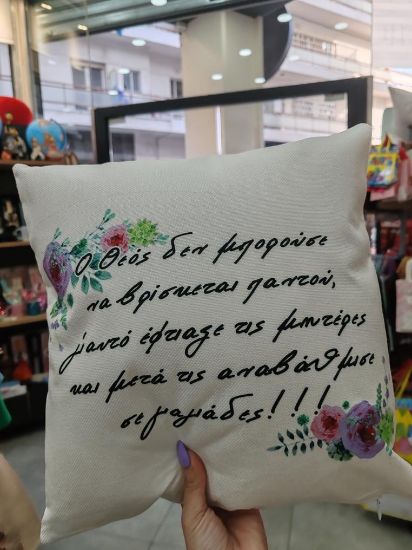 Ο Θεός δεν μπορούσε
να βρίσκεται παντού,
γι'αυτό έφτιαξε τις μητέρες
και μετά τις αναβάθμισε
σε γιαγιάδες!!!